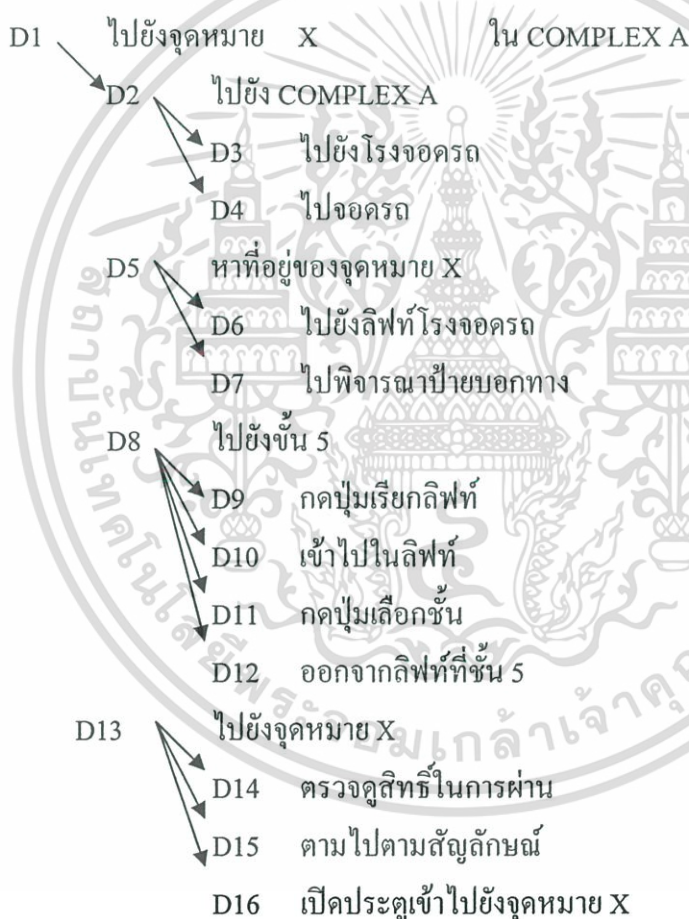 D1 ไปยังจุดหมาย X ใน COMPLEX A
D2 ไปยัง COMPLEX A
D3 ไปยังโรงจอดรถ
D4 ไปจอดรถ
D5 หาที่อยู่ของจุดหมาย X
D6 ไปยังลิฟท์โรงจอดรถ
D7 ไปพิจารณาป้ายบอกทาง
D8 ไปยังขั้น 5
D9 กดปุ่มเรียกลิฟท์
D10 เข้าไปในลิฟท์
D11 กดปุ่มเลือกชั้น
D12 ออกจากลิฟท์ที่ชั้น 5
D13 ไปยังจุดหมาย X
D14 ตรวจดูสิทธิ์ในการผ่าน
D15 ตามไปตามสัญลักษณ์
D16 เปิดประตูเข้าไปยังจุดหมาย X